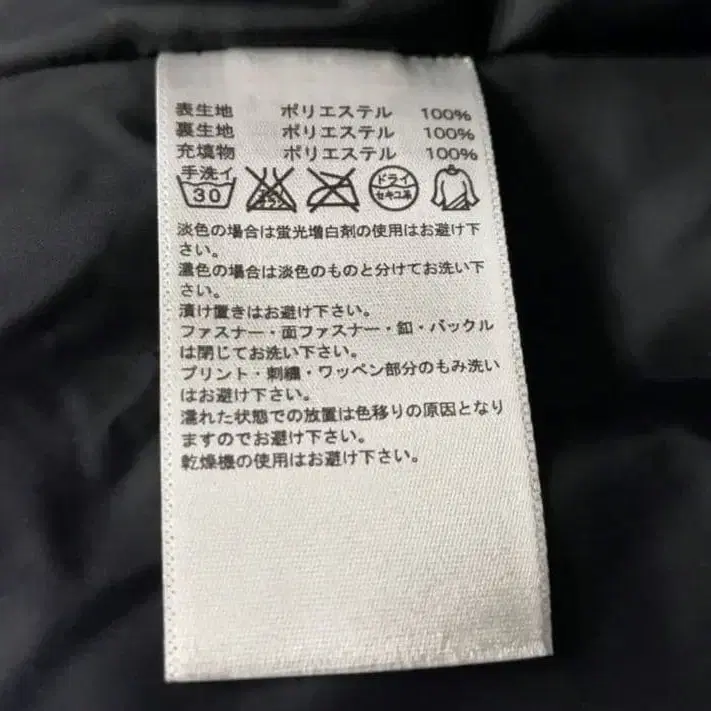 表生地 ポリエステル 100%
裏生地 ポリエステル 100%
充填物 ポリエステル 100%
手洗イ
30
エンソ
サラシ
ドライ
セキユ系
淡色の場合は蛍光増白剤の使用はお避け下
さい。
濃色の場合は淡色のものと分けてお洗い下
さい。
漬け置きはお避け下さい。
ファスナー・面ファスナー・釦・バックル
は閉じてお洗い下さい。
プリント・刺繍・ワッペン部分のもみ洗い
はお避け下さい。
濡れた状態での放置は色移りの原因となり
ますのでお避け下さい。
乾燥機の使用はお避け下さい。